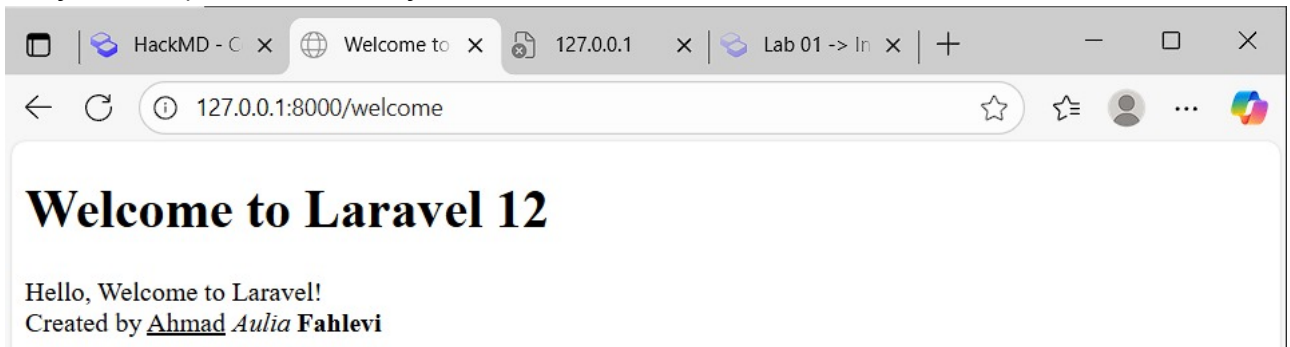 HackMD - C
Welcome to
127.0.0.1
Lab 01 -> In
127.0.0.1:8000/welcome
Welcome to Laravel 12
Hello, Welcome to Laravel!
Created by Ahmad Aulia Fahlevi